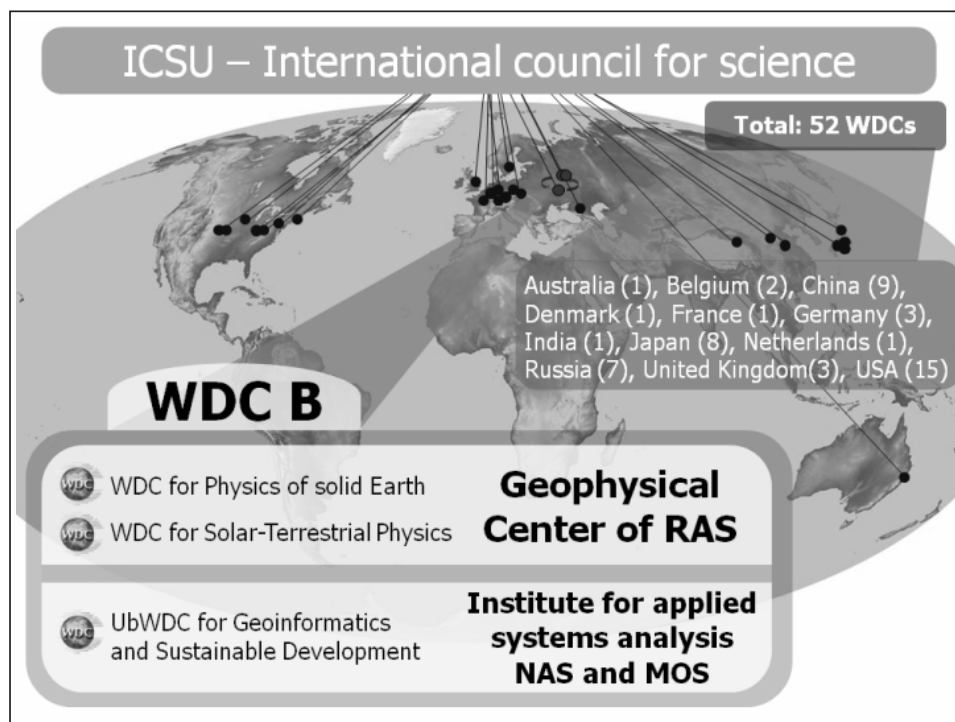 ICSU – International council for science
Total: 52 WDCs
Australia (1), Belgium (2), China (9),
Denmark (1), France (1), Germany (3),
India (1), Japan (8), Netherlands (1),
Russia (7), United Kingdom(3), USA (15)
WDC B
WDC WDC for Physics of solid Earth
WDC WDC for Solar-Terrestrial Physics
Geophysical
Center of RAS
WDC UbWDC for Geoinformatics
and Sustainable Development
Institute for applied
systems analysis
NAS and MOS